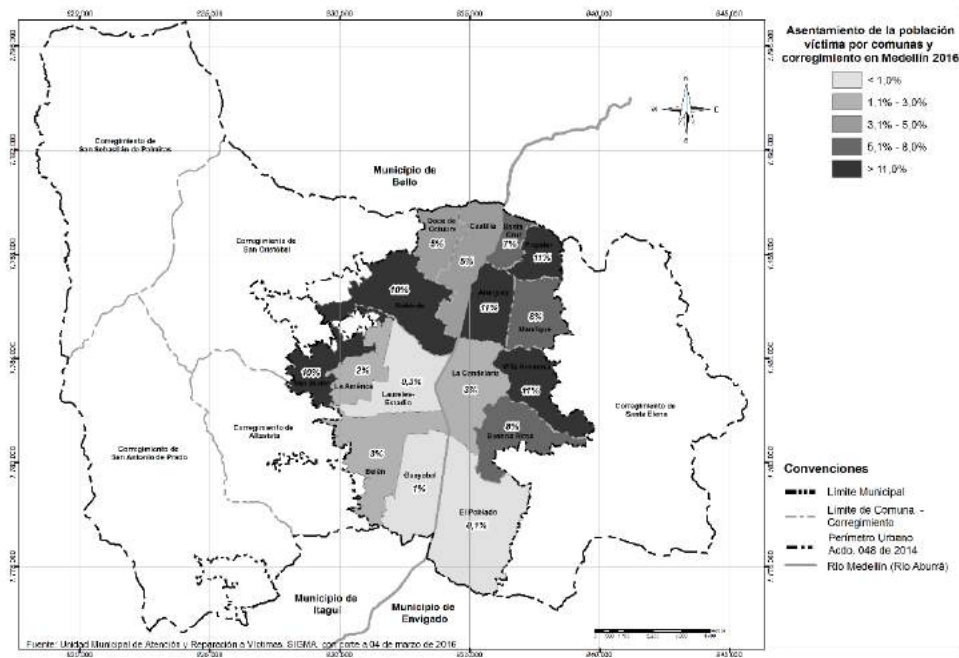 Asentamiento de la población
víctima por comunas y
corregimiento en Medellín 2016
< 1,0%
1,1% - 3,0%
3,1% - 5,0%
5,1% - 8,0%
> 11,0%
Corregimiento de
San Sebastián de Palmitas
Municipio de
Bello
Corregimiento de
San Cristóbal
Doce de
Octubre
5%
Castilla
5%
Santa
Cruz
7%
Popular
11%
10%
Robledo
Aranjuez
11%
8%
Manrique
10%
San Javier
2%
La América
0,3%
Laureles-
Estadio
La Candelaria
3%
Villa Hermosa
11%
8%
Buenos Aires
Corregimiento de
Santa Elena
Corregimiento de
Altavista
Corregimiento de
San Antonio de Prado
3%
Belén
Guayabal
1%
El Poblado
0,1%
Municipio de
Itagüí
Municipio de
Envigado
Convenciones
Límite Municipal
Límite de Comuna -
Corregimiento
Perímetro Urbano
Acdo. 048 de 2014
Río Medellín (Río Aburrá)
Fuente: Unidad Municipal de Atención y Reparación a Víctimas. SIGMA, con corte a 04 de marzo de 2016